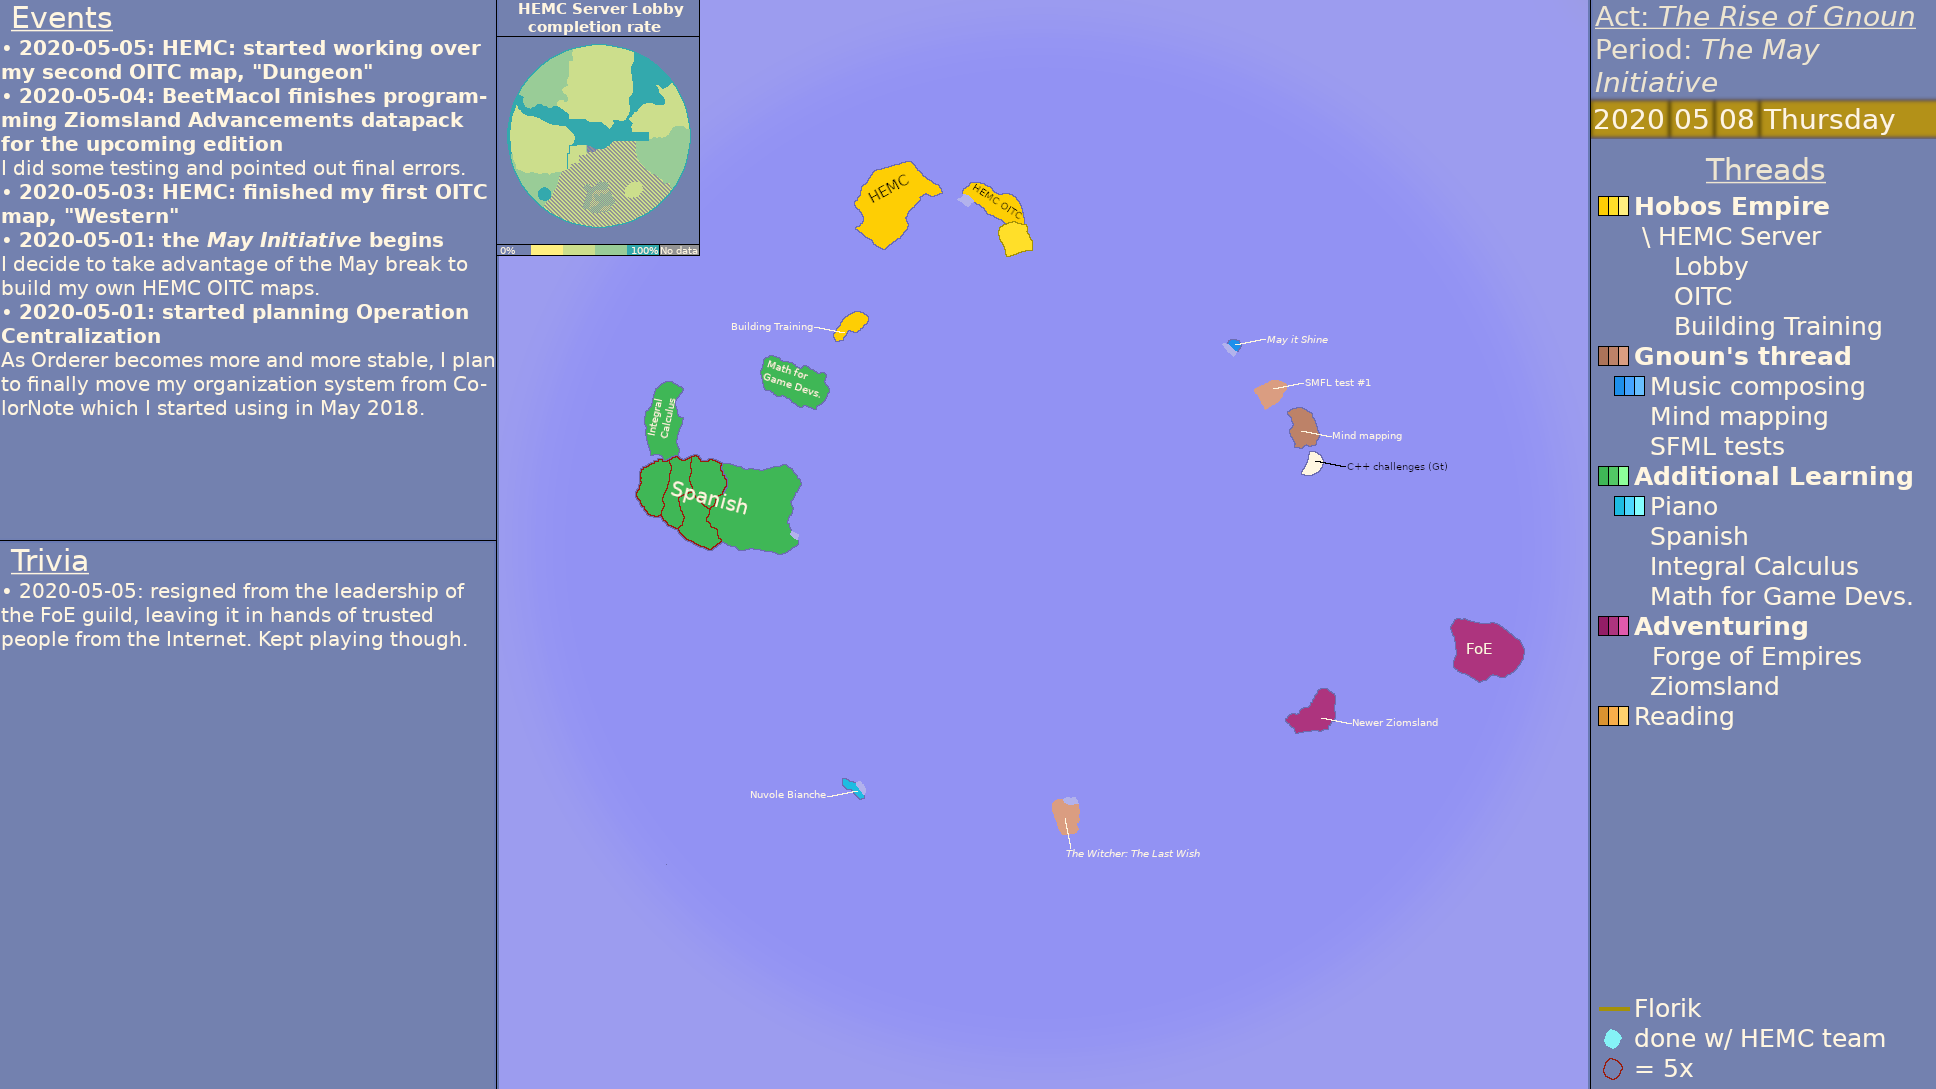 Events
• 2020-05-05: HEMC: started working over
my second OITC map, "Dungeon"
• 2020-05-04: BeetMacol finishes program-
ming Ziomsland Advancements datapack
for the upcoming edition
I did some testing and pointed out final errors.
• 2020-05-03: HEMC: finished my first OITC
map, "Western"
• 2020-05-01: the May Initiative begins
I decide to take advantage of the May break to
build my own HEMC OITC maps.
• 2020-05-01: started planning Operation
Centralization
As Orderer becomes more and more stable, I plan
to finally move my organization system from Co-
lorNote which I started using in May 2018.
Trivia
• 2020-05-05: resigned from the leadership of
the FoE guild, leaving it in hands of trusted
people from the Internet. Kept playing though.
HEMC Server Lobby
completion rate
0% 100% No data
HEMC
HEMC OITC
Building Training
Math for
Game Devs.
Integral
Calculus
Spanish
May it Shine
SMFL test #1
Mind mapping
C++ challenges (Gt)
FoE
Newer Ziomsland
Nuvole Bianche
The Witcher: The Last Wish
Act: The Rise of Gnoun
Period: The May
Initiative
2020 05 08 Thursday
Threads
Hobos Empire
\ HEMC Server
Lobby
OITC
Building Training
Gnoun's thread
Music composing
Mind mapping
SFML tests
Additional Learning
Piano
Spanish
Integral Calculus
Math for Game Devs.
Adventuring
Forge of Empires
Ziomsland
Reading
Florik
done w/ HEMC team
= 5x